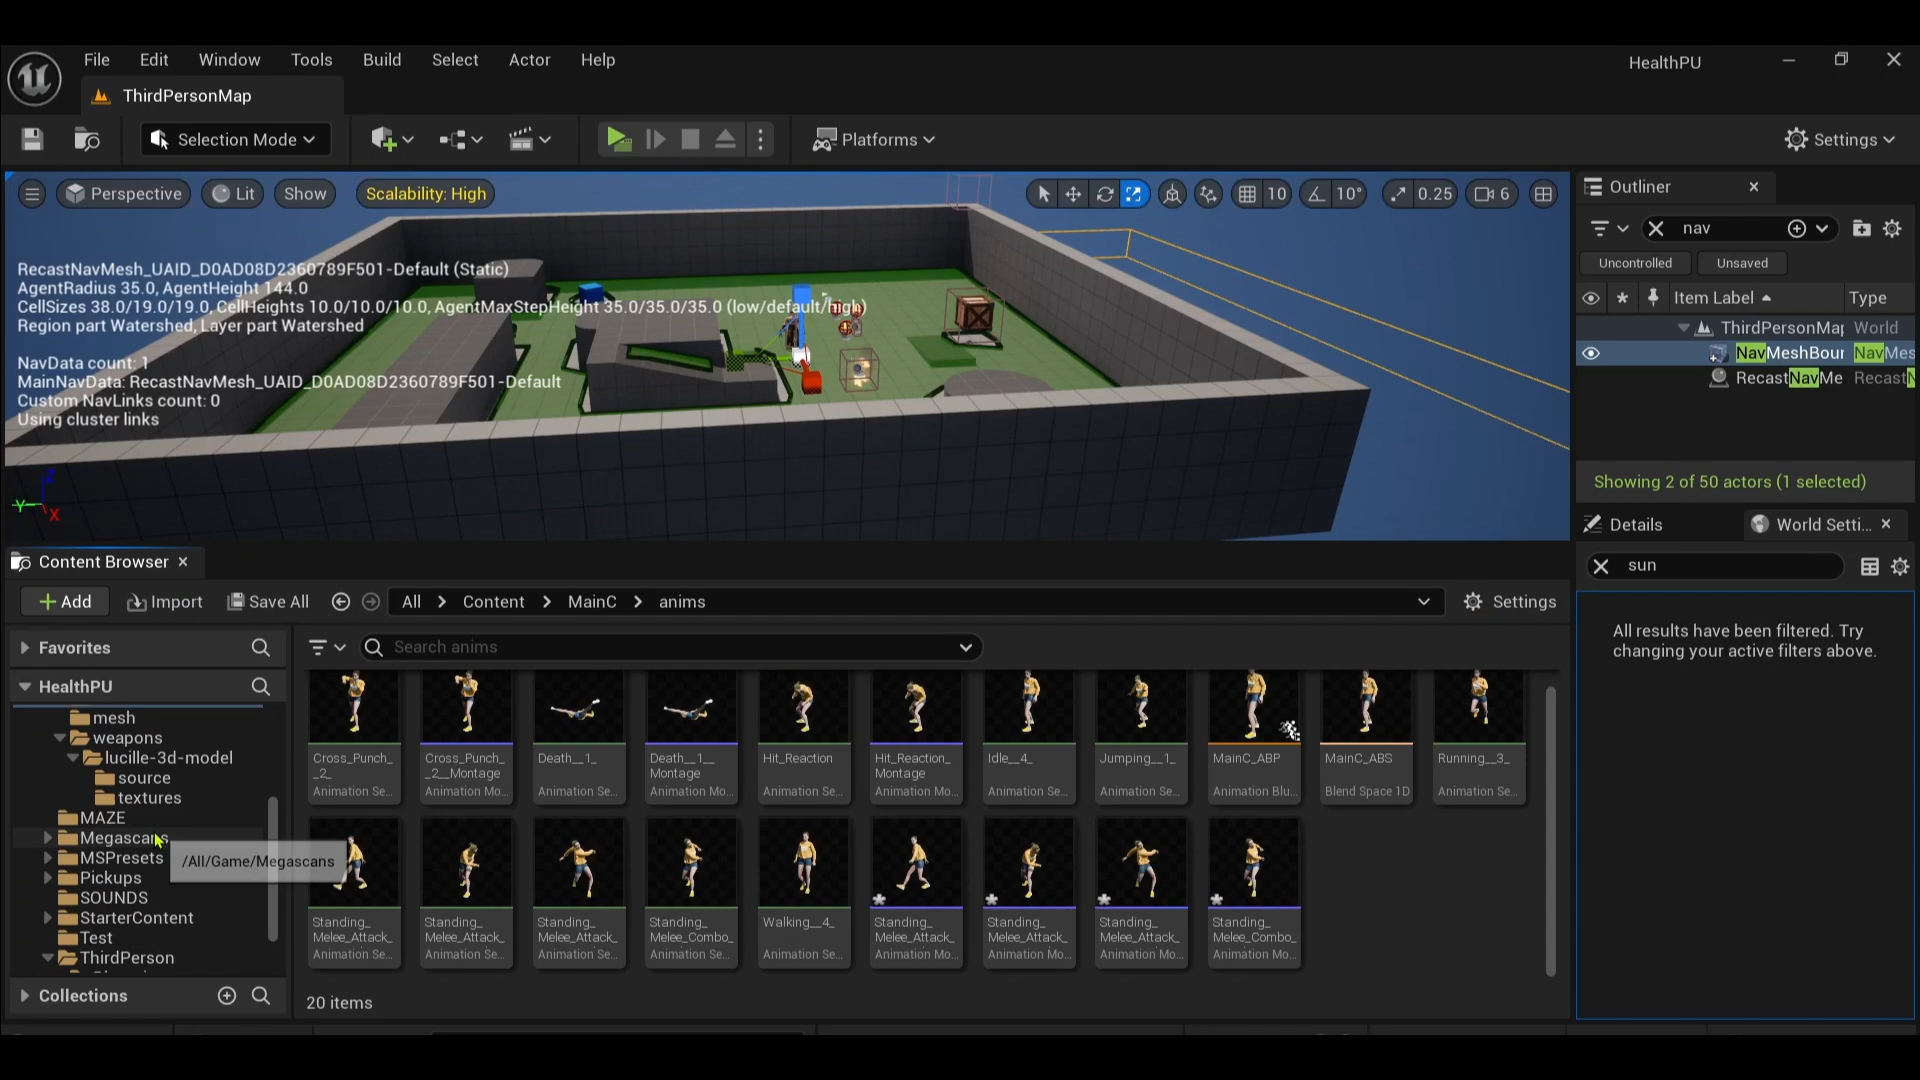 File Edit Window Tools Build Select Actor Help
HealthPU
ThirdPersonMap
Selection Mode
Platforms
Settings
Perspective
Lit
Show
Scalability: High
10
10°
0.25
6
RecastNavMesh_UAID_D0AD08D2360789F501-Default (Static)
AgentRadius 35.0, AgentHeight 144.0
CellSizes 38.0/19.0/19.0, CellHeights 10.0/10.0/10.0, AgentMaxStepHeight 35.0/35.0/35.0 (low/default/high)
Region part Watershed, Layer part Watershed
NavData count: 1
MainNavData: RecastNavMesh_UAID_D0AD08D2360789F501-Default
Custom NavLinks count: 0
Using cluster links
Z
Y
X
Outliner
nav
Uncontrolled
Unsaved
Item Label
Type
ThirdPersonMap World
NavMeshBour NavMes
RecastNavMe Recast
Showing 2 of 50 actors (1 selected)
Details
World Setti...
sun
All results have been filtered. Try
changing your active filters above.
Content Browser
Add
Import
Save All
All > Content > MainC > anims
Settings
Favorites
HealthPU
mesh
weapons
lucille-3d-model
source
textures
MAZE
Megascans
/All/Game/Megascans
MSPresets
Pickups
SOUNDS
StarterContent
Test
ThirdPerson
Collections
Search anims
Cross_Punch_
_2_
Animation Se...
Cross_Punch_
_2__Montage
Animation Mo...
Death__1_
Animation Se...
Death__1__
Montage
Animation Mo...
Hit_Reaction
Animation Se...
Hit_Reaction_
Montage
Animation Mo...
Idle__4_
Animation Se...
Jumping__1_
Animation Se...
MainC_ABP
Animation Blu...
MainC_ABS
Blend Space 1D
Running__3_
Animation Se...
Standing_
Melee_Attack_
Animation Se...
Standing_
Melee_Attack_
Animation Se...
Standing_
Melee_Attack_
Animation Se...
Standing_
Melee_Combo_
Animation Se...
Walking__4_
Animation Se...
Standing_
Melee_Attack_
Animation Mo...
Standing_
Melee_Attack_
Animation Mo...
Standing_
Melee_Attack_
Animation Mo...
Standing_
Melee_Combo_
Animation Mo...
20 items